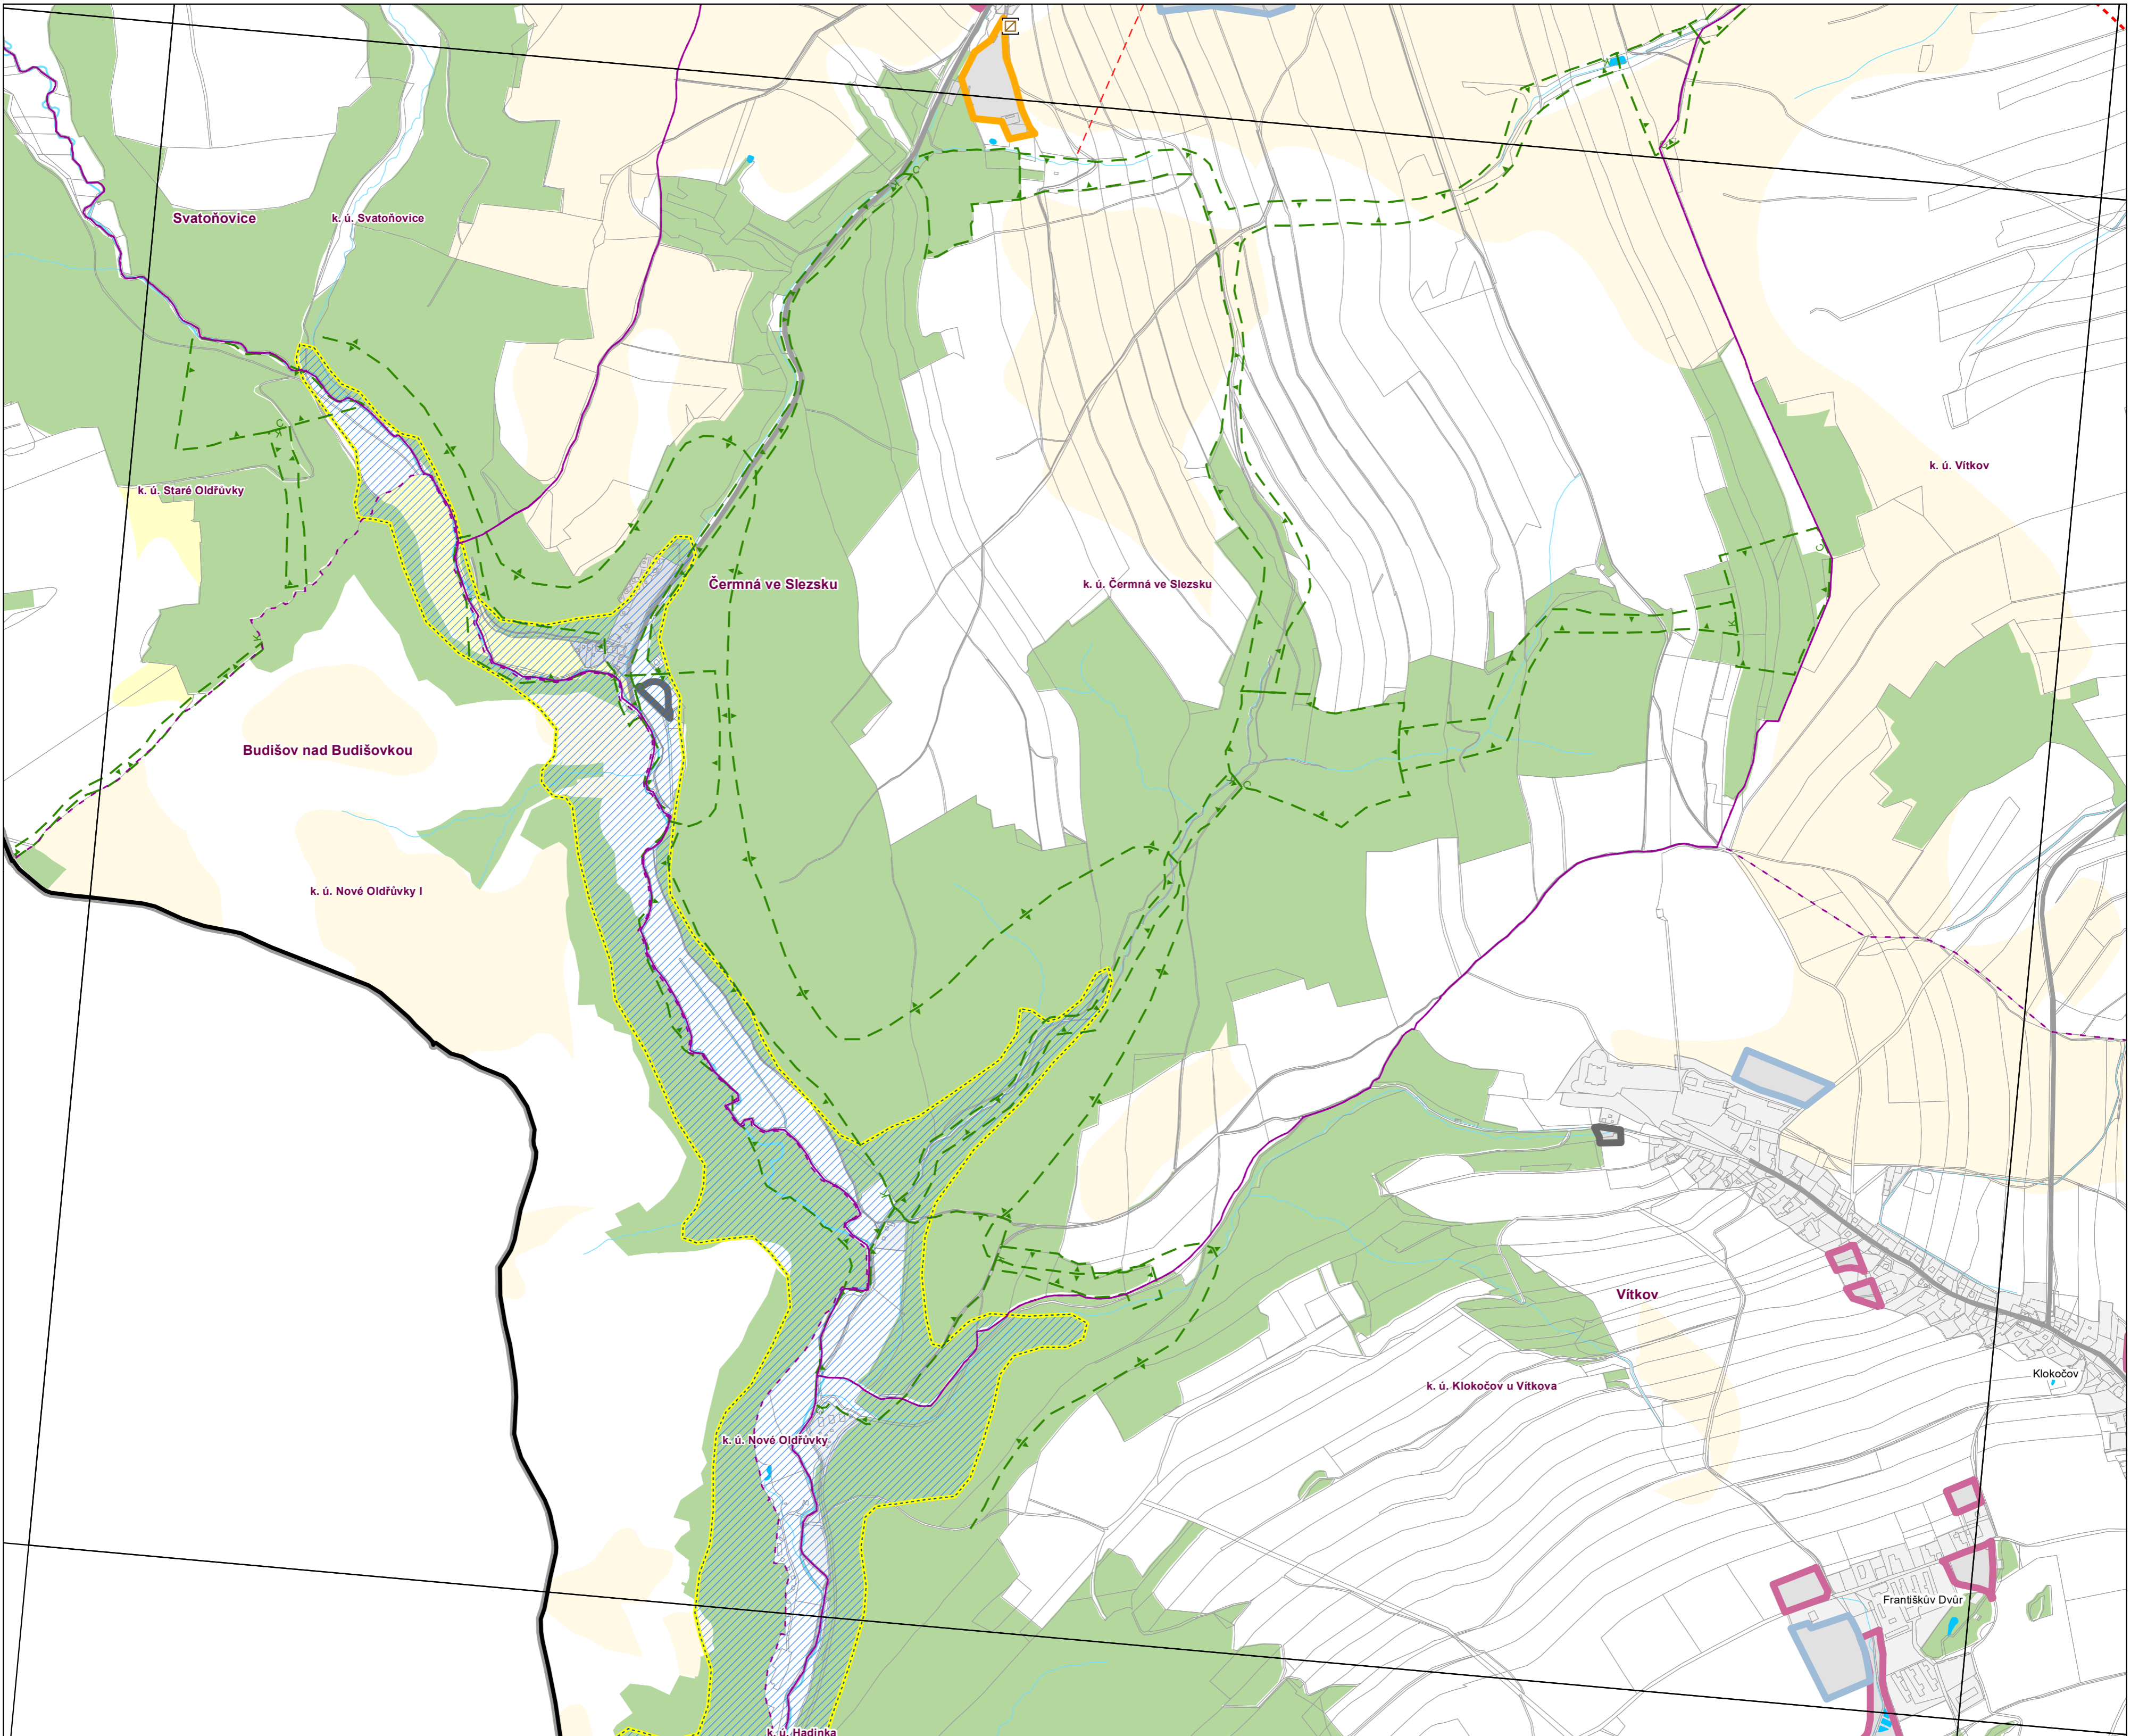 Svatoňovice
k. ú. Svatoňovice
k. ú. Vítkov
k. ú. Staré Oldřůvky
Čermná ve Slezsku
k. ú. Čermná ve Slezsku
Budišov nad Budišovkou
k. ú. Nové Oldřůvky I
Vítkov
Klokočov
k. ú. Klokočov u Vítkova
k. ú. Nové Oldřůvky
Františkův Dvůr
k. ú. Hadinka